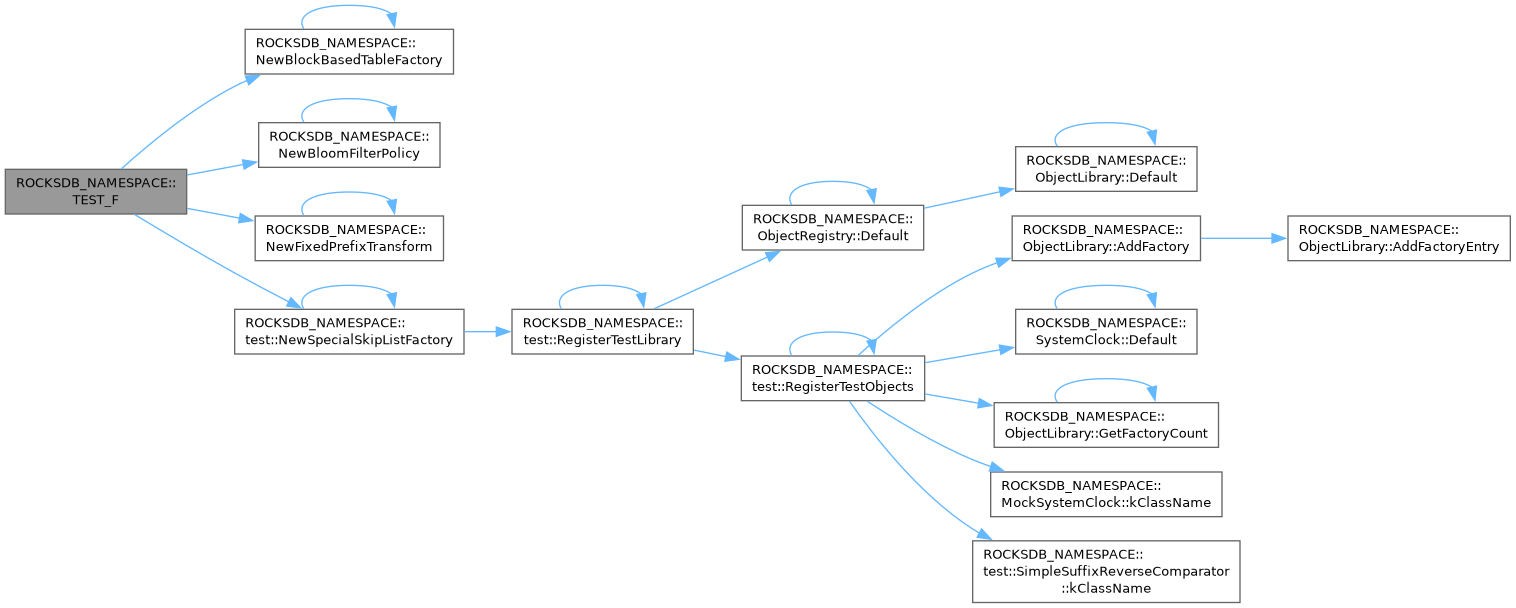 ROCKSDB_NAMESPACE::
TEST_F
ROCKSDB_NAMESPACE::
NewBlockBasedTableFactory
ROCKSDB_NAMESPACE::
NewBloomFilterPolicy
ROCKSDB_NAMESPACE::
NewFixedPrefixTransform
ROCKSDB_NAMESPACE::
test::NewSpecialSkipListFactory
ROCKSDB_NAMESPACE::
test::RegisterTestLibrary
ROCKSDB_NAMESPACE::
ObjectRegistry::Default
ROCKSDB_NAMESPACE::
ObjectLibrary::Default
ROCKSDB_NAMESPACE::
test::RegisterTestObjects
ROCKSDB_NAMESPACE::
ObjectLibrary::AddFactory
ROCKSDB_NAMESPACE::
ObjectLibrary::AddFactoryEntry
ROCKSDB_NAMESPACE::
SystemClock::Default
ROCKSDB_NAMESPACE::
ObjectLibrary::GetFactoryCount
ROCKSDB_NAMESPACE::
MockSystemClock::kClassName
ROCKSDB_NAMESPACE::
test::SimpleSuffixReverseComparator
::kClassName